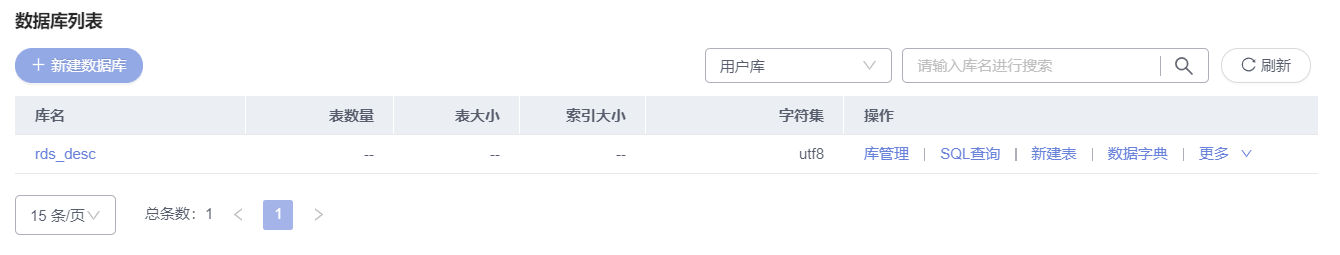 数据库列表
+ 新建数据库
用户库
请输入库名进行搜索
刷新
库名 表数量 表大小 索引大小 字符集 操作
rds_desc -- -- -- utf8 库管理 | SQL查询 | 新建表 | 数据字典 | 更多
15 条/页 总条数：1 < 1 >